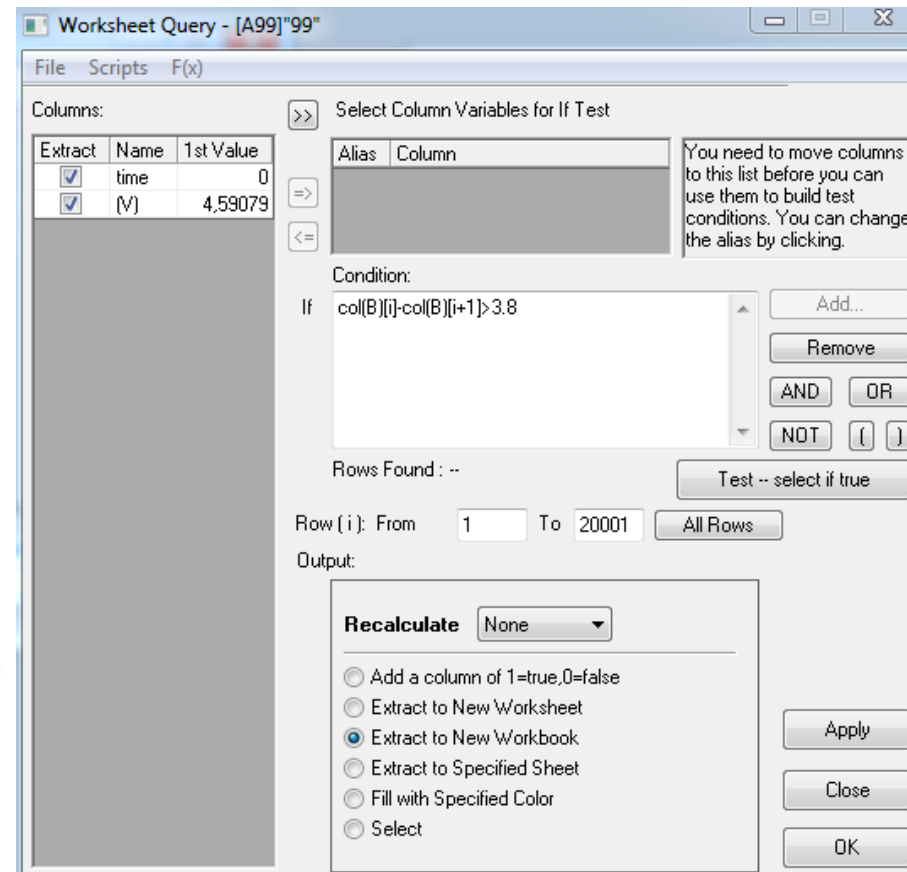 Worksheet Query - [A99]"99"
File Scripts F(x)
Columns:
Extract Name 1st Value
time 0
(V) 4,59079
>>
=>
<=
Select Column Variables for If Test
Alias Column
You need to move columns
to this list before you can
use them to build test
conditions. You can change
the alias by clicking.
Condition:
If col(B)[i]-col(B)[i+1]>3.8
Add...
Remove
AND OR
NOT ( )
Rows Found : --
Test -- select if true
Row ( i ): From 1 To 20001 All Rows
Output:
Recalculate None
Add a column of 1=true,0=false
Extract to New Worksheet
Extract to New Workbook
Extract to Specified Sheet
Fill with Specified Color
Select
Apply
Close
OK